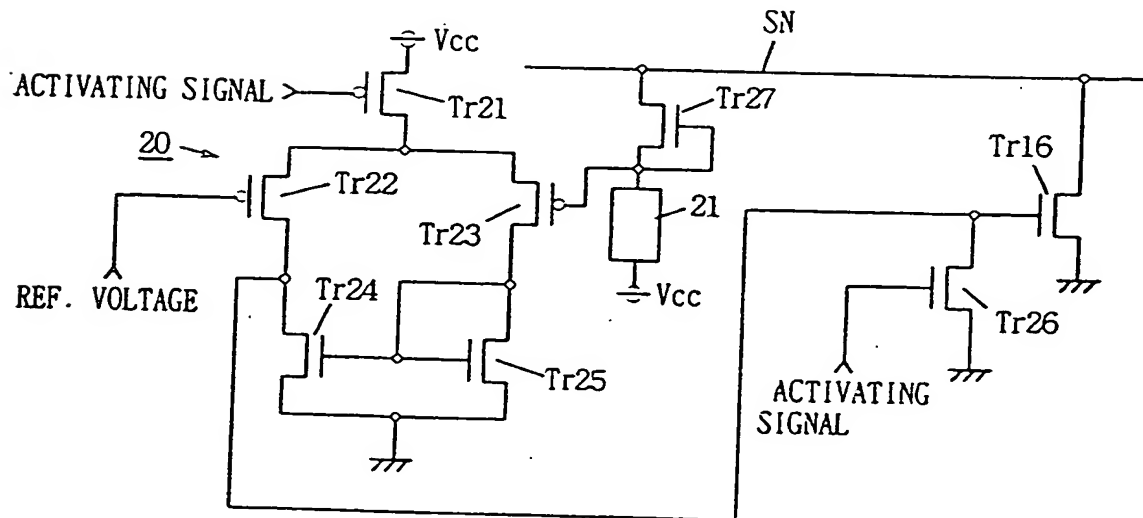 SN
Vcc
ACTIVATING SIGNAL
Tr21
Tr27
20
Tr16
Tr22
21
Tr23
REF. VOLTAGE
Tr24
Vcc
Tr26
Tr25
ACTIVATING
SIGNAL